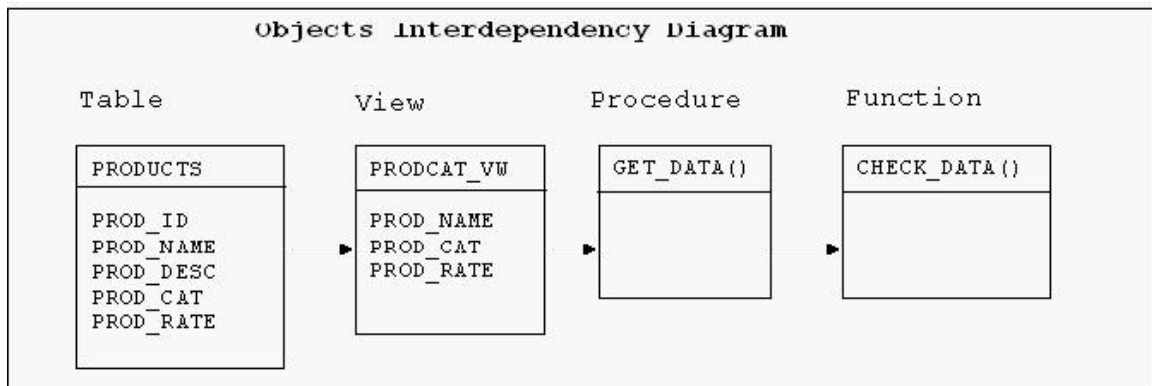 Objects Interdependency Diagram
Table
View
Procedure
Function
PRODUCTS
PROD_ID
PROD_NAME
PROD_DESC
PROD_CAT
PROD_RATE
PRODCAT_VW
PROD_NAME
PROD_CAT
PROD_RATE
GET_DATA()
CHECK_DATA()